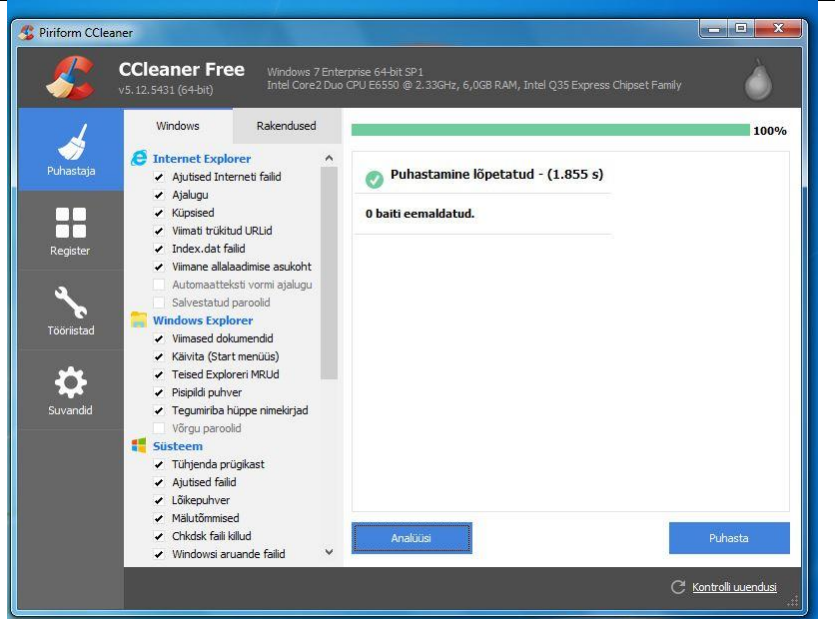 Piriform CCleaner
CCleaner Free
v5.12.5431 (64-bit)
Windows 7 Enterprise 64-bit SP1
Intel Core2 Duo CPU E6550 @ 2.33GHz, 6,0GB RAM, Intel Q35 Express Chipset Family
Puhastaja
Register
Tööriistad
Suvandid
Windows
Rakendused
Internet Explorer
Ajutised Interneti failid
Ajalugu
Küpsised
Viimati trükitud URLid
Index.dat failid
Viimane allalaadimise asukoht
Automaatteksti vormi ajalugu
Salvestatud paroolid
Windows Explorer
Viimased dokumendid
Käivita (Start menüüs)
Teised Exploreri MRUd
Pisipildi puhver
Tegumiriba hüppe nimekirjad
Võrgu paroolid
Süsteem
Tühjenda prügikast
Ajutised failid
Lõikepuhver
Mälutõmmised
Chkdsk faili killud
Windowsi aruande failid
100%
Puhastamine lõpetatud - (1.855 s)
0 baiti eemaldatud.
Analüüsi
Puhasta
Kontrolli uuendusi